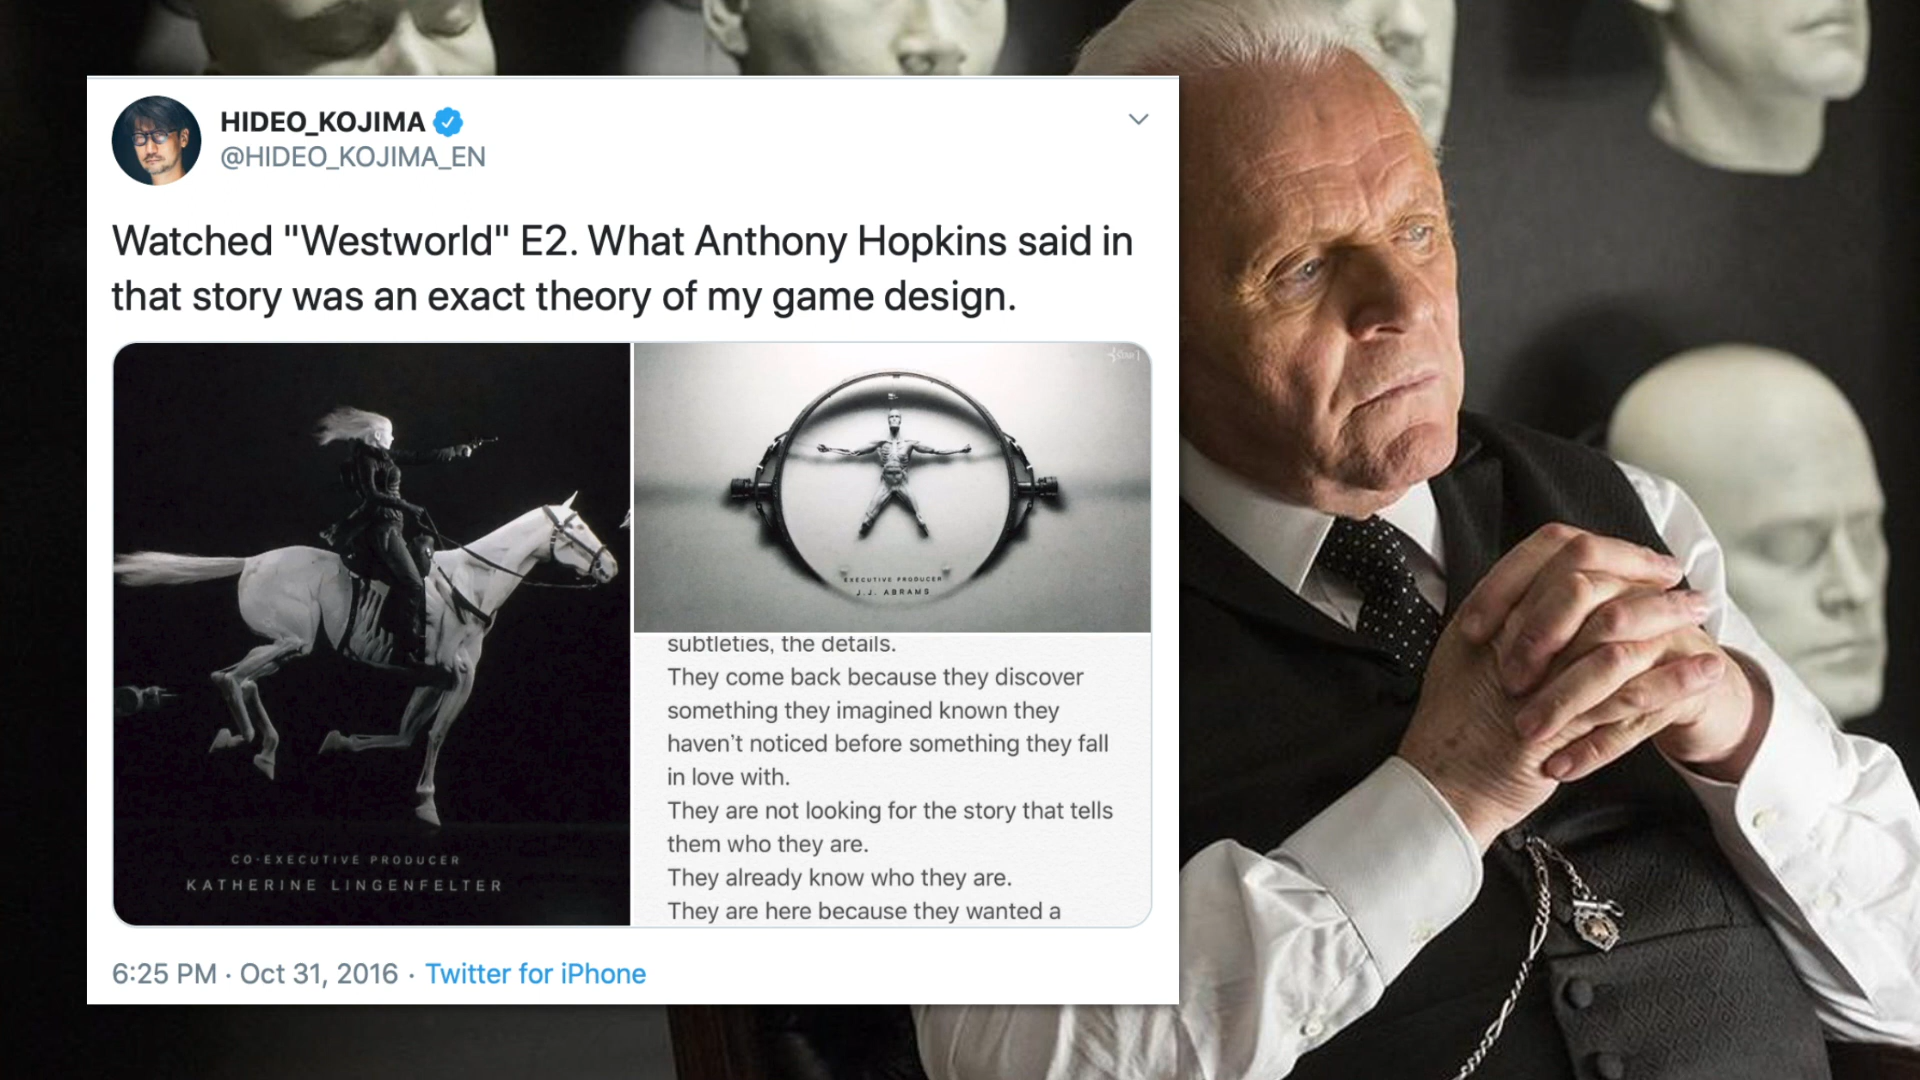 HIDEO_KOJIMA
@HIDEO_KOJIMA_EN
Watched "Westworld" E2. What Anthony Hopkins said in
that story was an exact theory of my game design.
EXECUTIVE PRODUCER
J.J. ABRAMS
subtleties, the details.
They come back because they discover
something they imagined known they
haven't noticed before something they fall
in love with.
They are not looking for the story that tells
them who they are.
They already know who they are.
They are here because they wanted a
CO-EXECUTIVE PRODUCER
KATHERINE LINGENFELTER
6:25 PM · Oct 31, 2016 · Twitter for iPhone